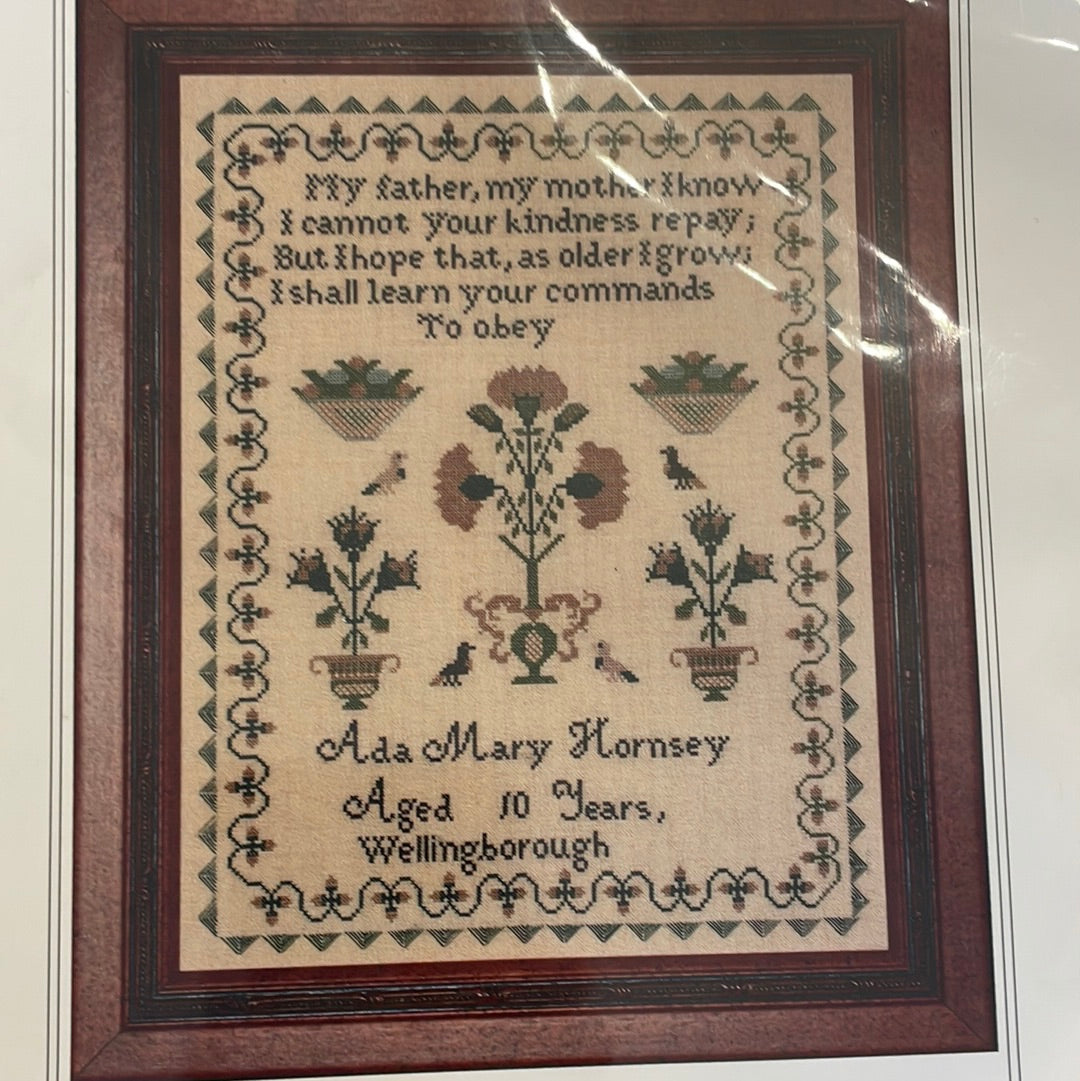 My father, my mother I know
I cannot your kindness repay;
But I hope that, as older I grow;
I shall learn your commands
To obey
Ada Mary Hornsey
Aged 10 Years,
Wellingborough